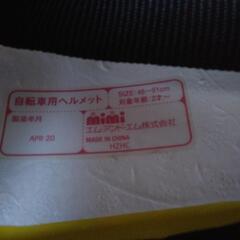 自転車用ヘルメット
SIZE: 46~51cm
対象年齢:2才~
製造年月
APR 20
mimi
エム・アンド・エム株式会社
MADE IN CHINA
HZHC